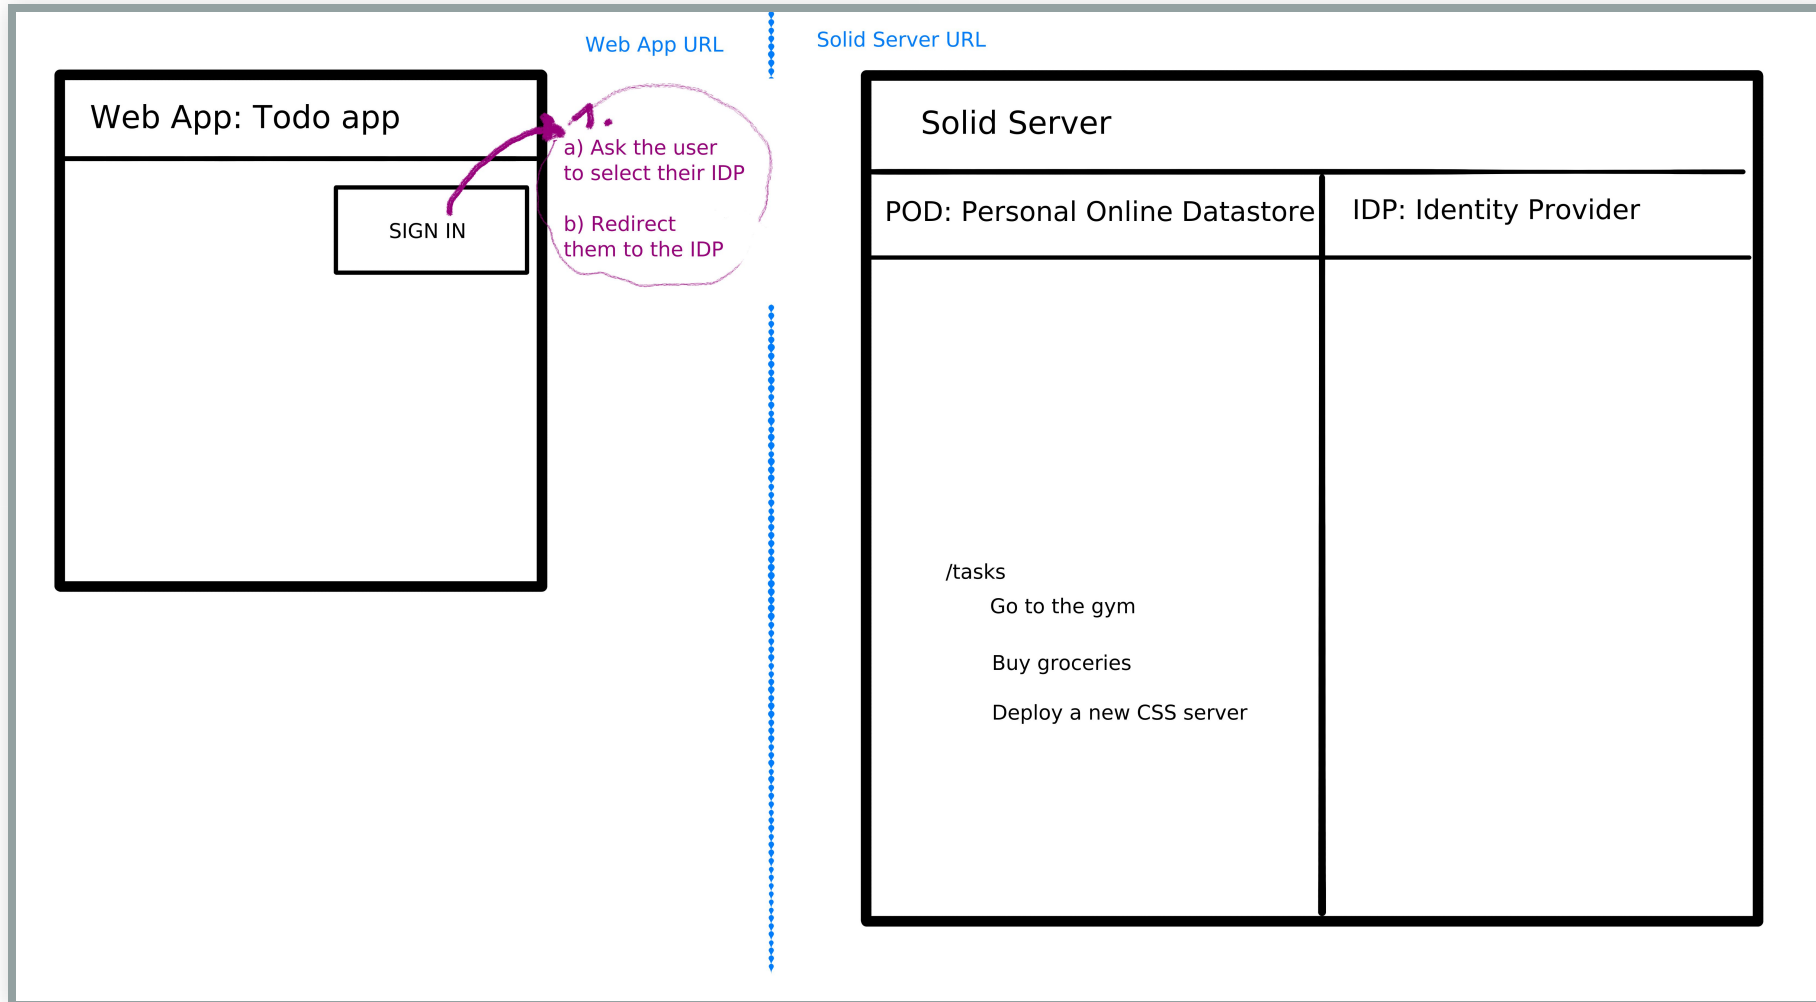 Web App URL
Solid Server URL
Web App: Todo app
SIGN IN
1.
a) Ask the user
to select their IDP
b) Redirect
them to the IDP
Solid Server
POD: Personal Online Datastore
IDP: Identity Provider
/tasks
Go to the gym
Buy groceries
Deploy a new CSS server